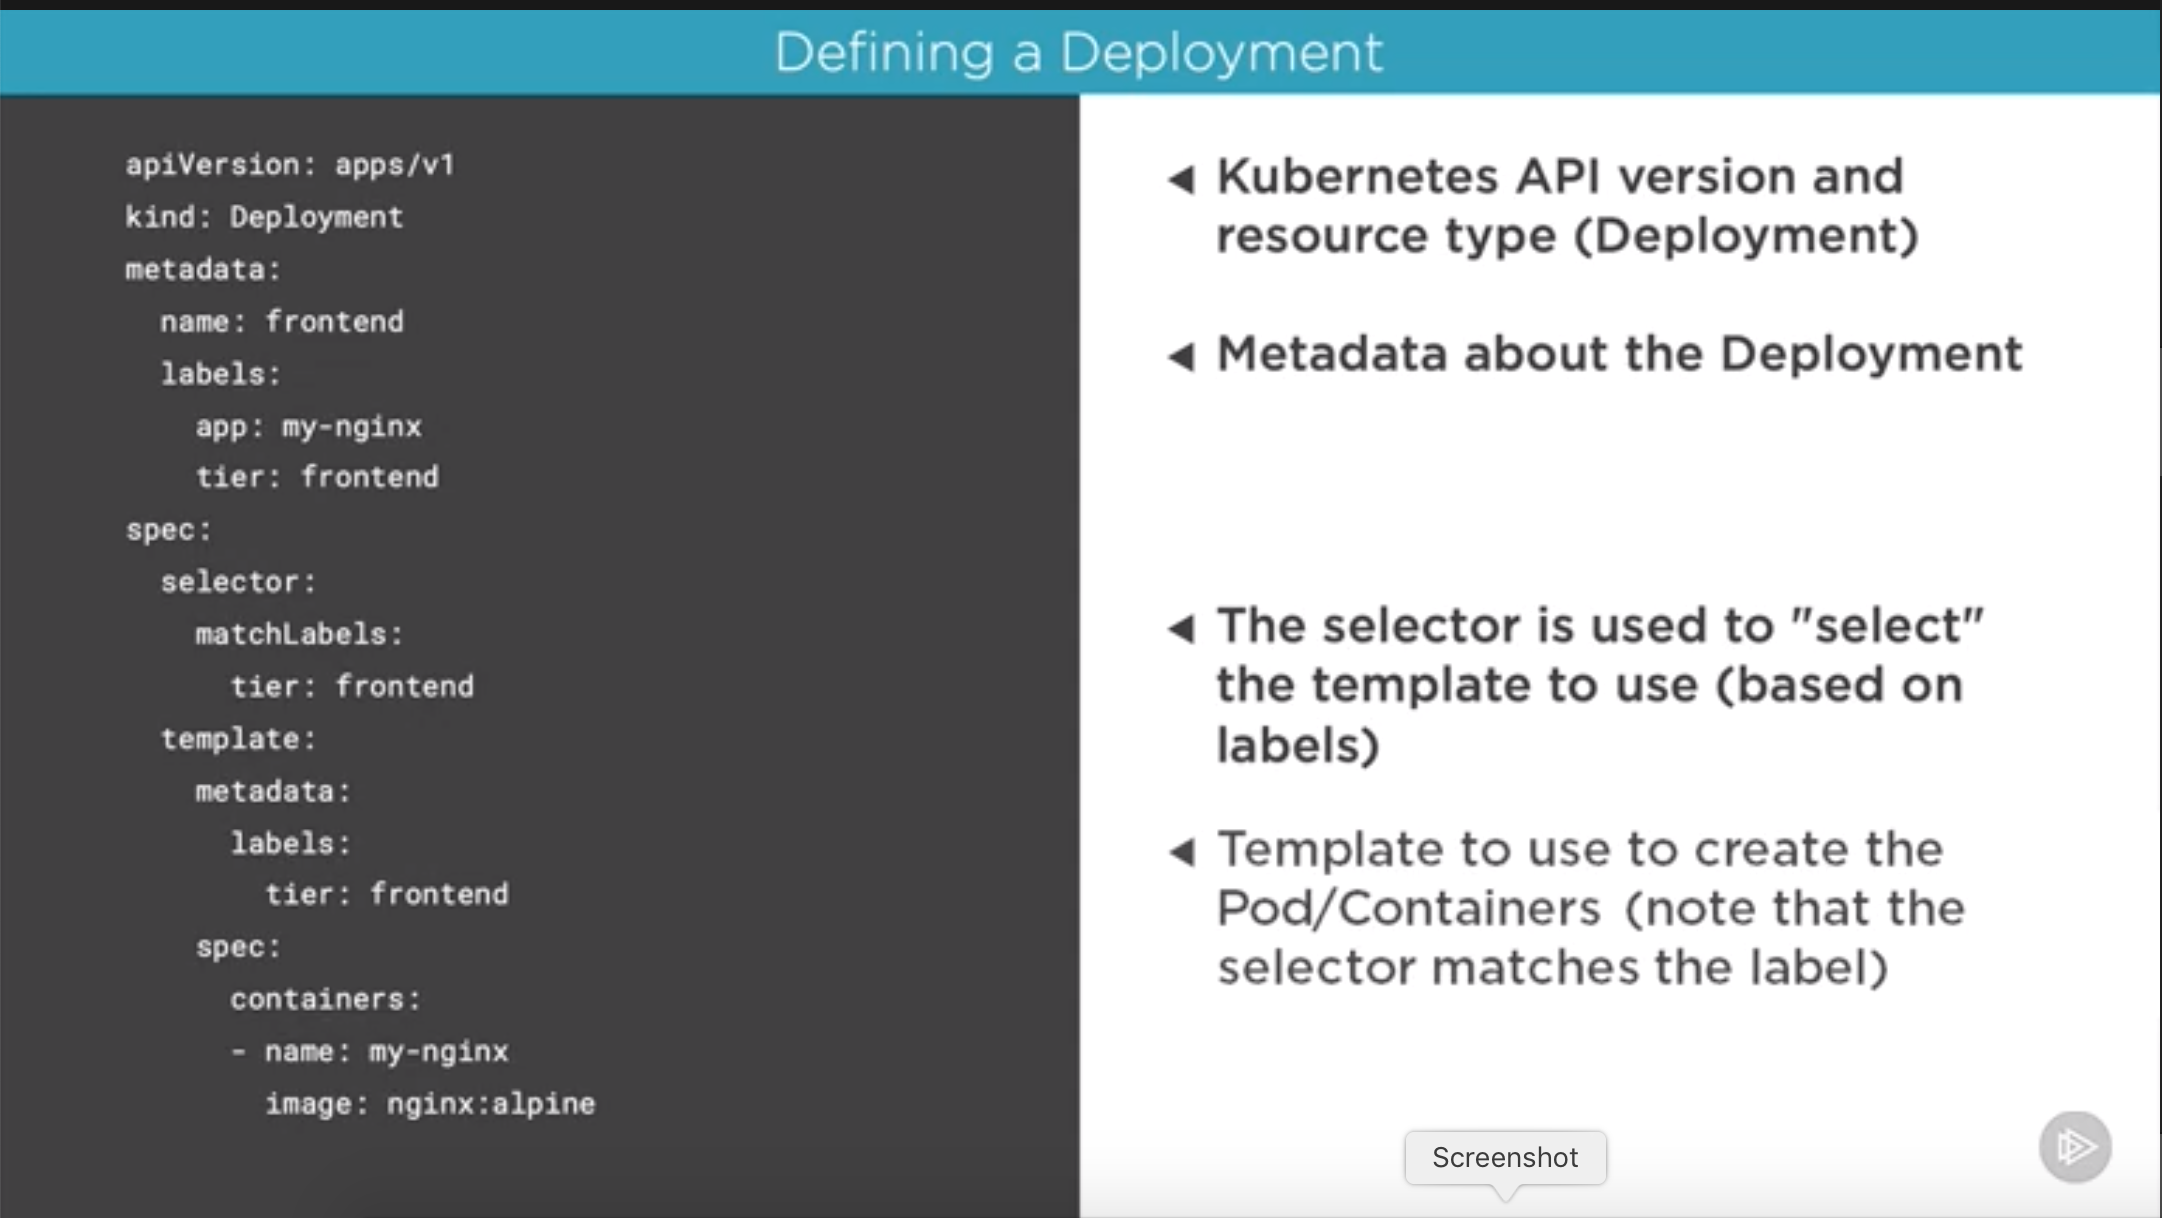 Defining a Deployment
apiVersion: apps/v1
kind: Deployment
metadata:
  name: frontend
  labels:
    app: my-nginx
    tier: frontend
spec:
  selector:
    matchLabels:
      tier: frontend
  template:
    metadata:
      labels:
        tier: frontend
    spec:
      containers:
      - name: my-nginx
        image: nginx:alpine
◀ Kubernetes API version and
resource type (Deployment)
◀ Metadata about the Deployment
◀ The selector is used to "select"
the template to use (based on
labels)
◀ Template to use to create the
Pod/Containers (note that the
selector matches the label)
Screenshot